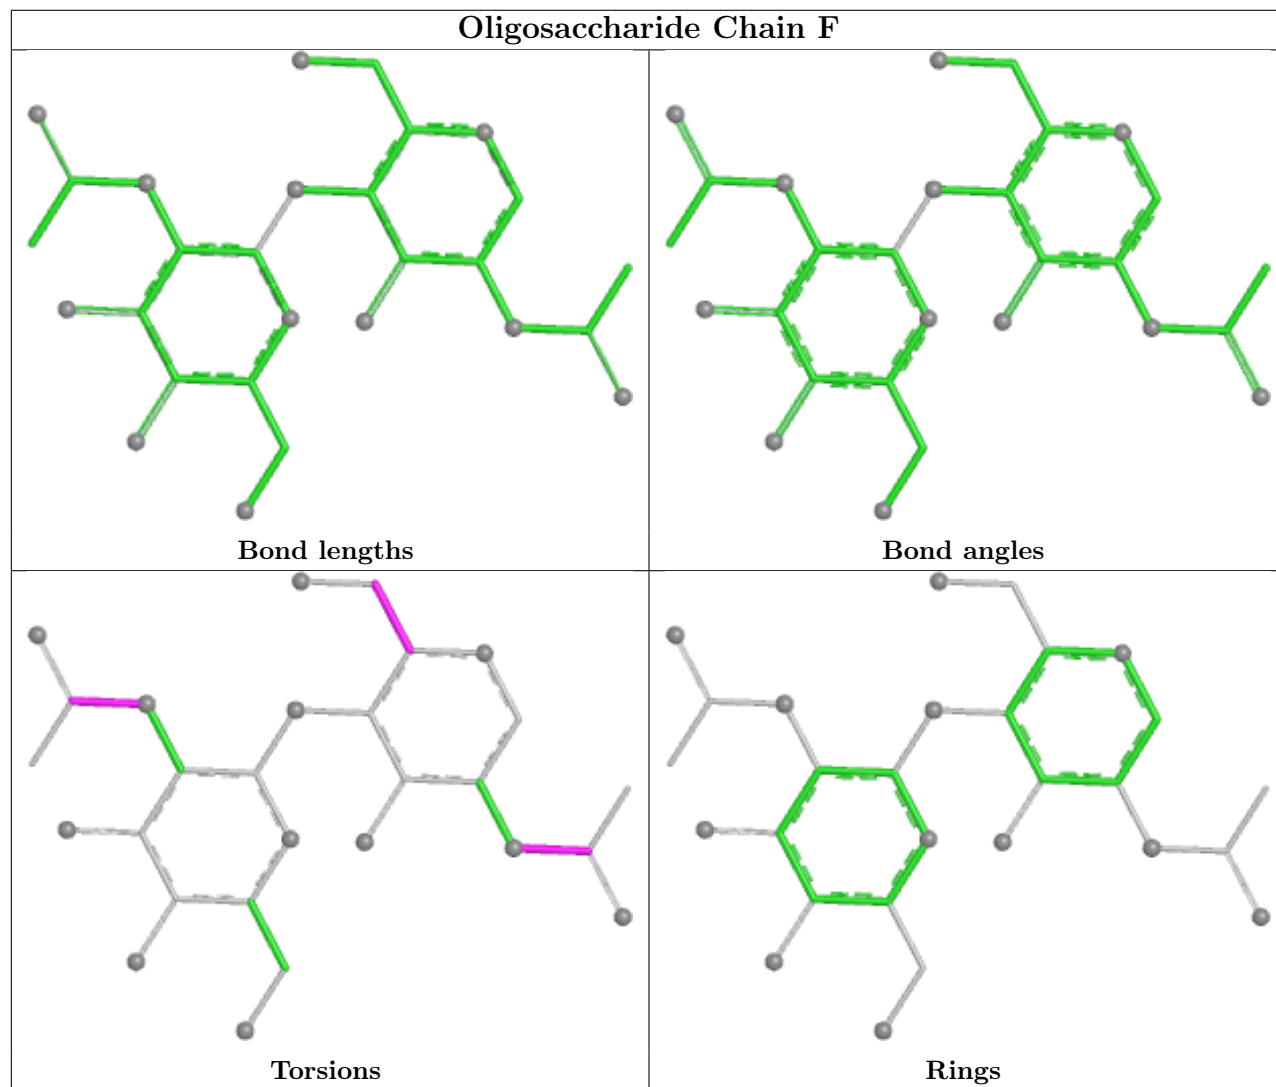 Oligosaccharide Chain F
Bond lengths
Bond angles
Torsions
Rings